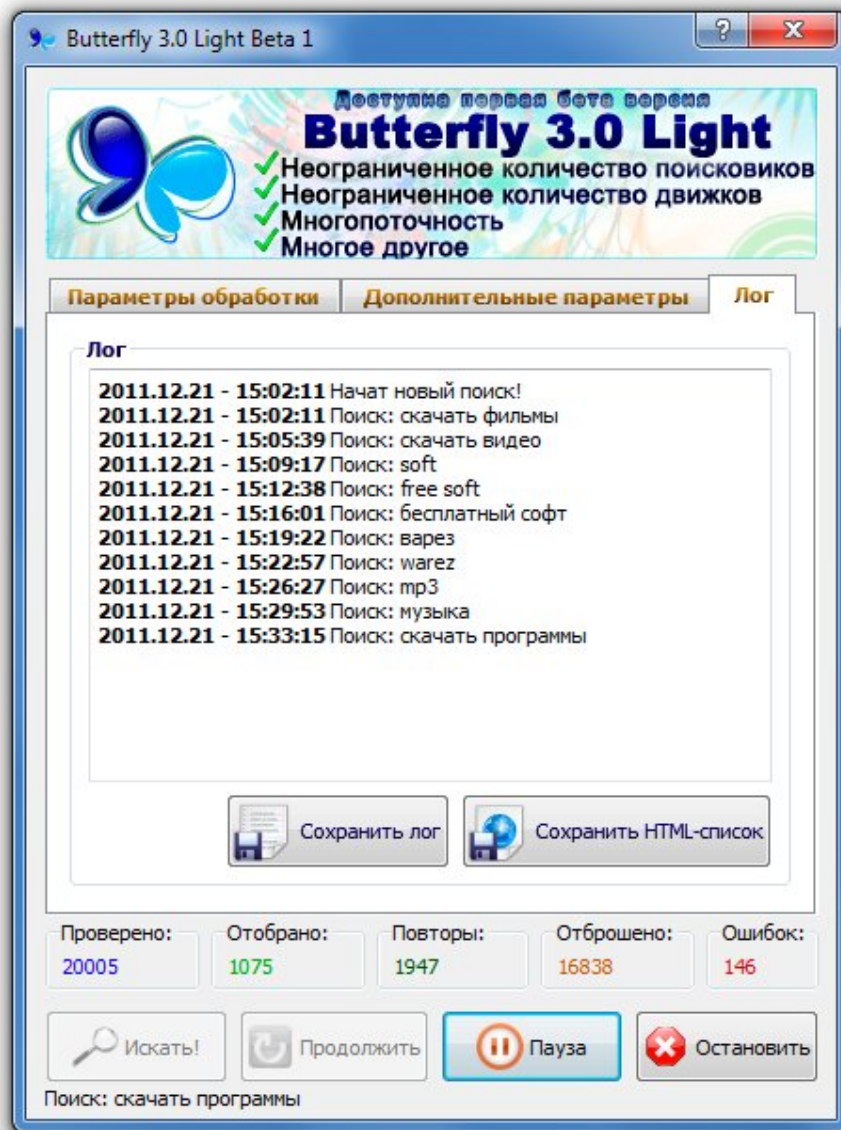 Butterfly 3.0 Light Beta 1
Доступна первая бета версия
Butterfly 3.0 Light
Неограниченное количество поисковиков
Неограниченное количество движков
Многопоточность
Многое другое
Параметры обработки Дополнительные параметры Лог
Лог
2011.12.21 - 15:02:11 Начат новый поиск!
2011.12.21 - 15:02:11 Поиск: скачать фильмы
2011.12.21 - 15:05:39 Поиск: скачать видео
2011.12.21 - 15:09:17 Поиск: soft
2011.12.21 - 15:12:38 Поиск: free soft
2011.12.21 - 15:16:01 Поиск: бесплатный софт
2011.12.21 - 15:19:22 Поиск: варез
2011.12.21 - 15:22:57 Поиск: warez
2011.12.21 - 15:26:27 Поиск: mp3
2011.12.21 - 15:29:53 Поиск: музыка
2011.12.21 - 15:33:15 Поиск: скачать программы
Сохранить лог Сохранить HTML-список
Проверено: Отобрано: Повторы: Отброшено: Ошибок:
20005 1075 1947 16838 146
Искать! Продолжить Пауза Остановить
Поиск: скачать программы